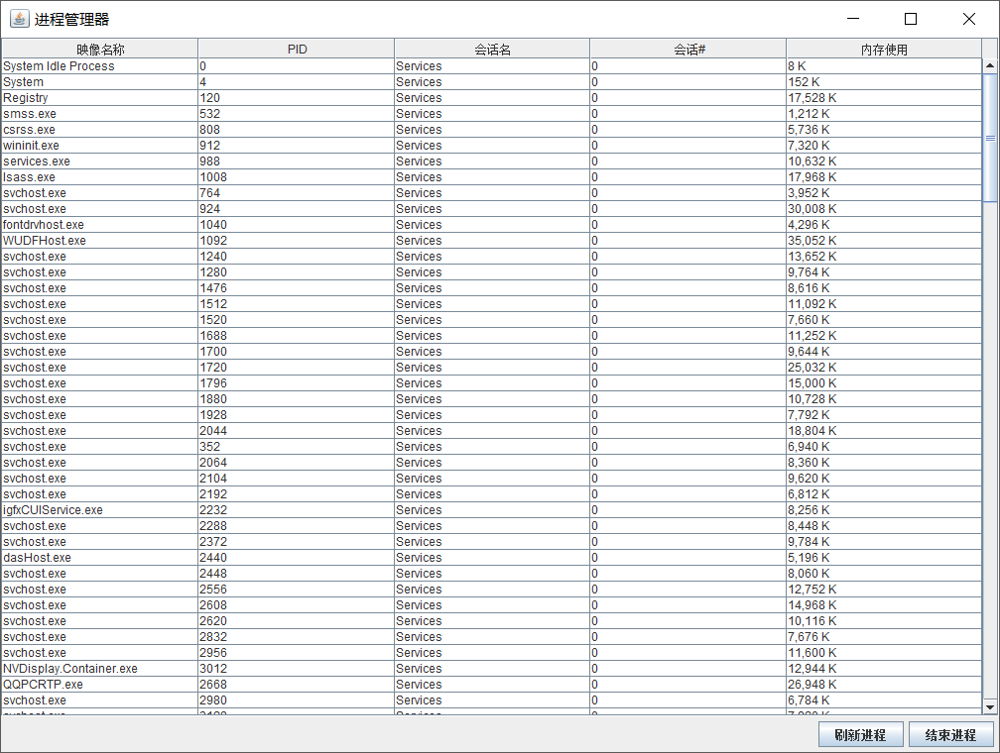 进程管理器
映像名称 PID 会话名 会话# 内存使用
System Idle Process 0 Services 0 8 K
System 4 Services 0 152 K
Registry 120 Services 0 17,528 K
smss.exe 532 Services 0 1,212 K
csrss.exe 808 Services 0 5,736 K
wininit.exe 912 Services 0 7,320 K
services.exe 988 Services 0 10,632 K
lsass.exe 1008 Services 0 17,968 K
svchost.exe 764 Services 0 3,952 K
svchost.exe 924 Services 0 30,008 K
fontdrvhost.exe 1040 Services 0 4,296 K
WUDFHost.exe 1092 Services 0 35,052 K
svchost.exe 1240 Services 0 13,652 K
svchost.exe 1280 Services 0 9,764 K
svchost.exe 1476 Services 0 8,616 K
svchost.exe 1512 Services 0 11,092 K
svchost.exe 1520 Services 0 7,660 K
svchost.exe 1688 Services 0 11,252 K
svchost.exe 1700 Services 0 9,644 K
svchost.exe 1720 Services 0 25,032 K
svchost.exe 1796 Services 0 15,000 K
svchost.exe 1880 Services 0 10,728 K
svchost.exe 1928 Services 0 7,792 K
svchost.exe 2044 Services 0 18,804 K
svchost.exe 352 Services 0 6,940 K
svchost.exe 2064 Services 0 8,360 K
svchost.exe 2104 Services 0 9,620 K
svchost.exe 2192 Services 0 6,812 K
igfxCUIService.exe 2232 Services 0 8,256 K
svchost.exe 2288 Services 0 8,448 K
svchost.exe 2372 Services 0 9,784 K
dasHost.exe 2440 Services 0 5,196 K
svchost.exe 2448 Services 0 8,060 K
svchost.exe 2556 Services 0 12,752 K
svchost.exe 2608 Services 0 14,968 K
svchost.exe 2620 Services 0 10,116 K
svchost.exe 2832 Services 0 7,676 K
svchost.exe 2956 Services 0 11,600 K
NVDisplay.Container.exe 3012 Services 0 12,944 K
QQPCRTP.exe 2668 Services 0 26,948 K
svchost.exe 2980 Services 0 6,784 K
刷新进程 结束进程